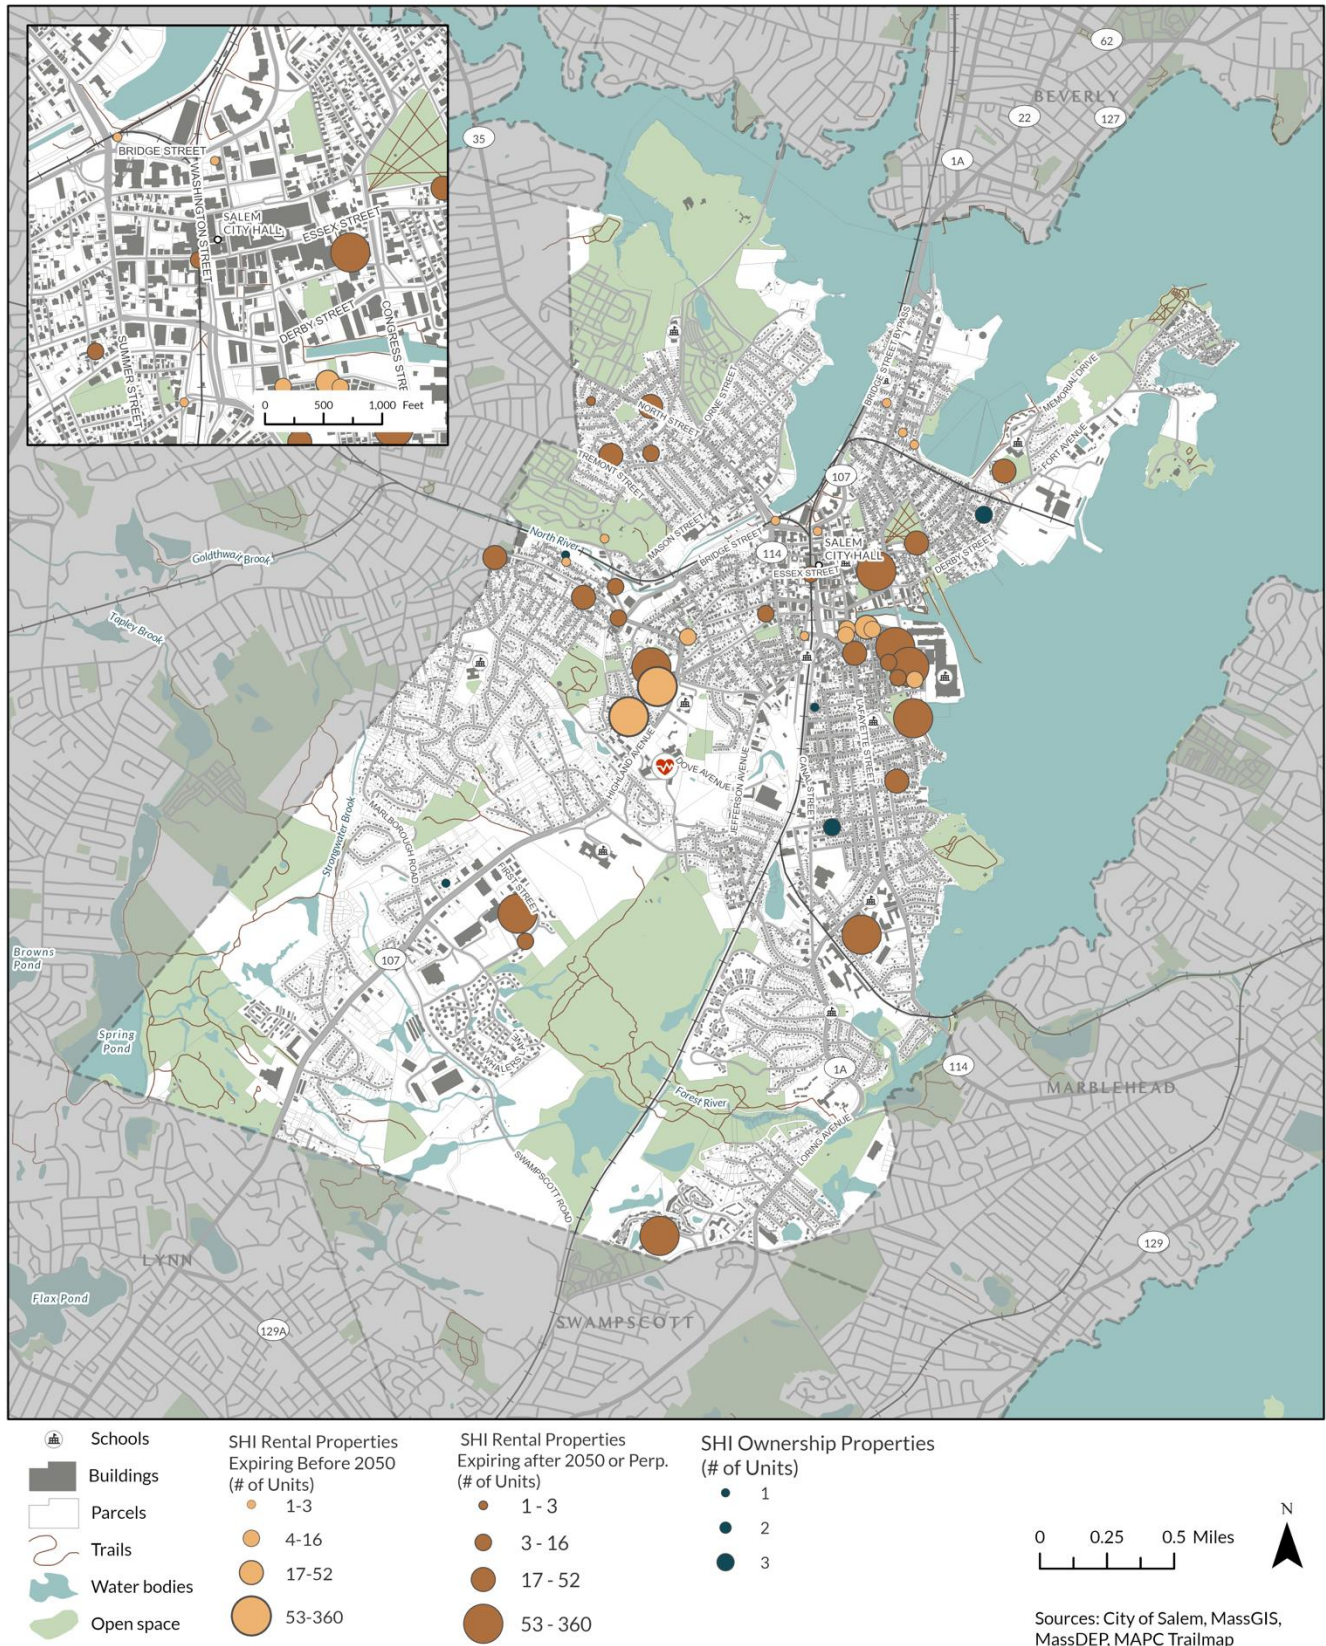 BRIDGE STREET
WASHINGTON STREET
SALEM
CITY HALL
ESSEX STREET
DERBY STREET
CONGRESS STRE
SUMMER STREET
0 500 1,000 Feet
62
BEVERLY
22
127
35
1A
BRIDGE STREET BYPASS
MEMORIAL DRIVE
FORT AVENUE
ORNE STREET
NORTH STREET
TREMONT STREET
107
MASON STREET
North River
BRIDGE STREET
114
SALEM
CITY HALL
ESSEX STREET
DERBY STREET
Goldthwait Brook
Tapley Brook
LAFAYETTE STREET
HIGHLAND AVENUE
DOVE AVENUE
JEFFERSON AVENUE
CANAL STREET
Strongwater Brook
MARLBOROUGH ROAD
FIRST STREET
107
Browns
Pond
Spring
Pond
WHALERS LANE
1A
114
MARBLEHEAD
Forest River
LORING AVENUE
SWAMPSCOTT ROAD
LYNN
129
Flax Pond
129A
SWAMPSCOTT
Schools
Buildings
Parcels
Trails
Water bodies
Open space
SHI Rental Properties
Expiring Before 2050
(# of Units)
1-3
4-16
17-52
53-360
SHI Rental Properties
Expiring after 2050 or Perp.
(# of Units)
1 - 3
3 - 16
17 - 52
53 - 360
SHI Ownership Properties
(# of Units)
1
2
3
0 0.25 0.5 Miles
N
Sources: City of Salem, MassGIS,
MassDEP, MAPC Trailmap